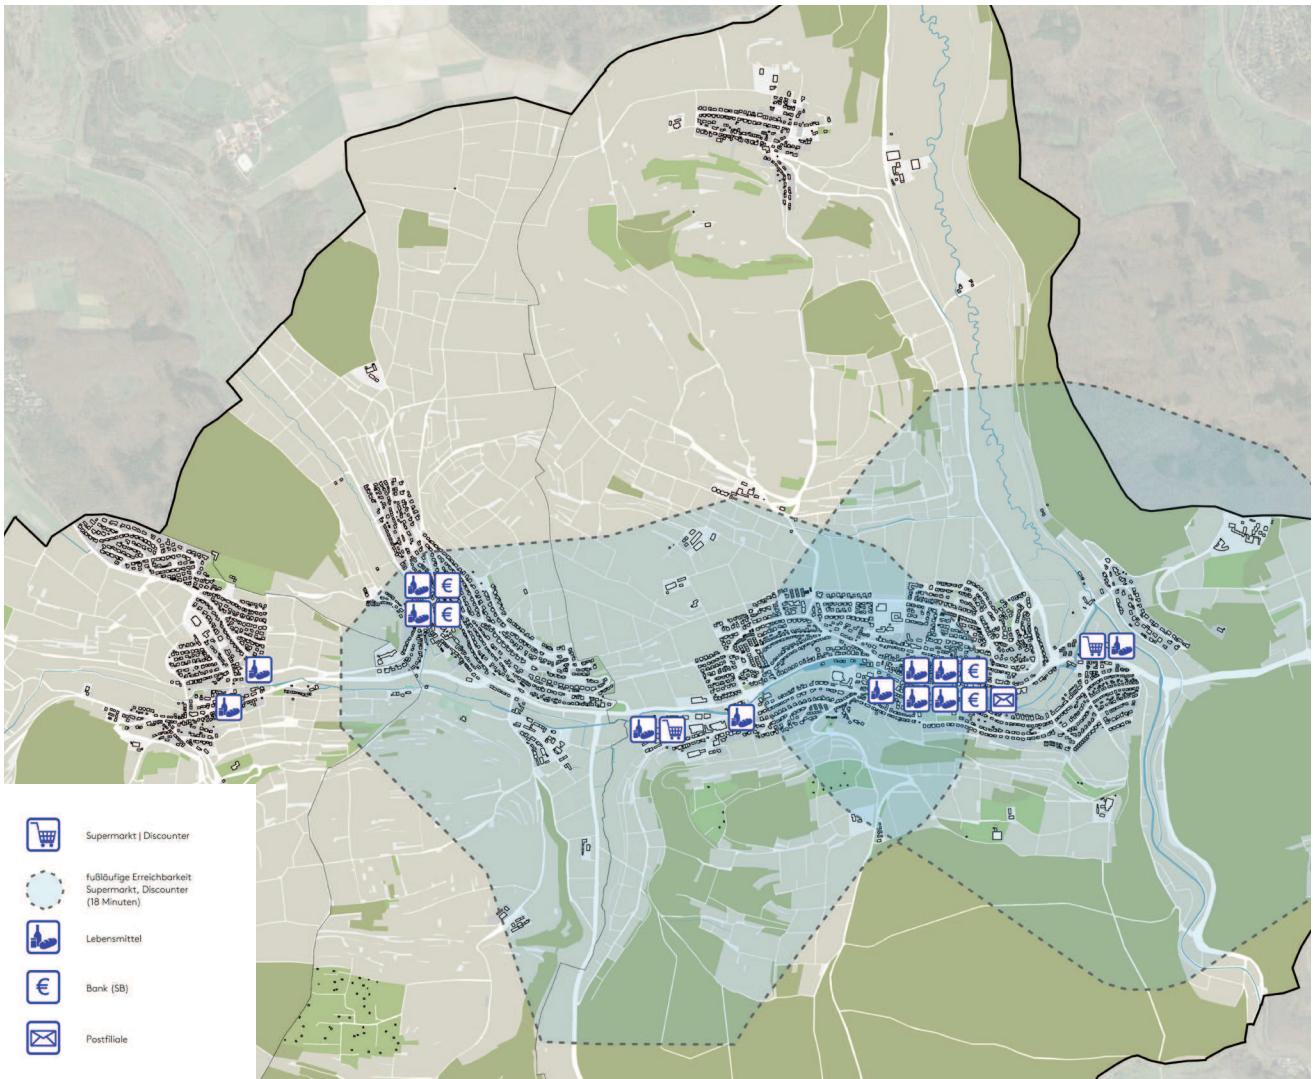 Supermarkt | Discounter
fußläufige Erreichbarkeit
Supermarkt, Discounter
(18 Minuten)
Lebensmittel
€
Bank (SB)
Postfiliale
€
€
€
€